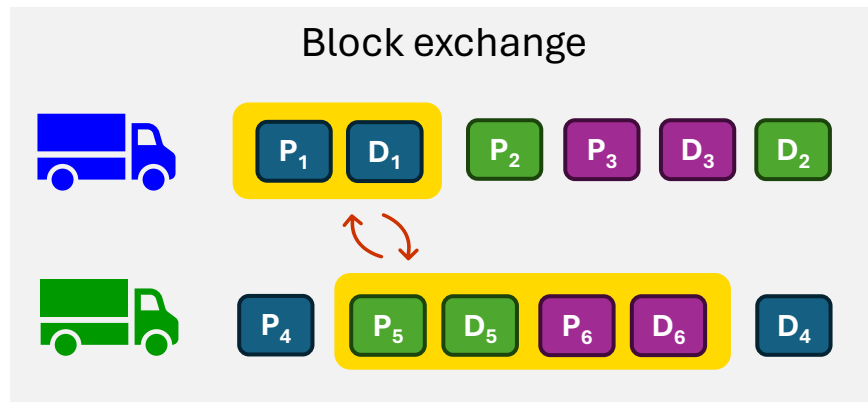 Block exchange
P₁ D₁ P₂ P₃ D₃ D₂
P₄ P₅ D₅ P₆ D₆ D₄